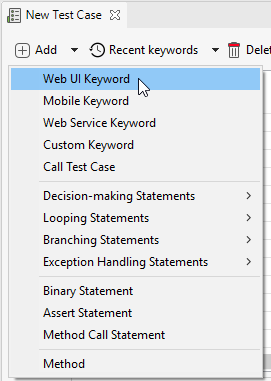 New Test Case
Add Recent keywords Delet
Web UI Keyword
Mobile Keyword
Web Service Keyword
Custom Keyword
Call Test Case
Decision-making Statements
Looping Statements
Branching Statements
Exception Handling Statements
Binary Statement
Assert Statement
Method Call Statement
Method